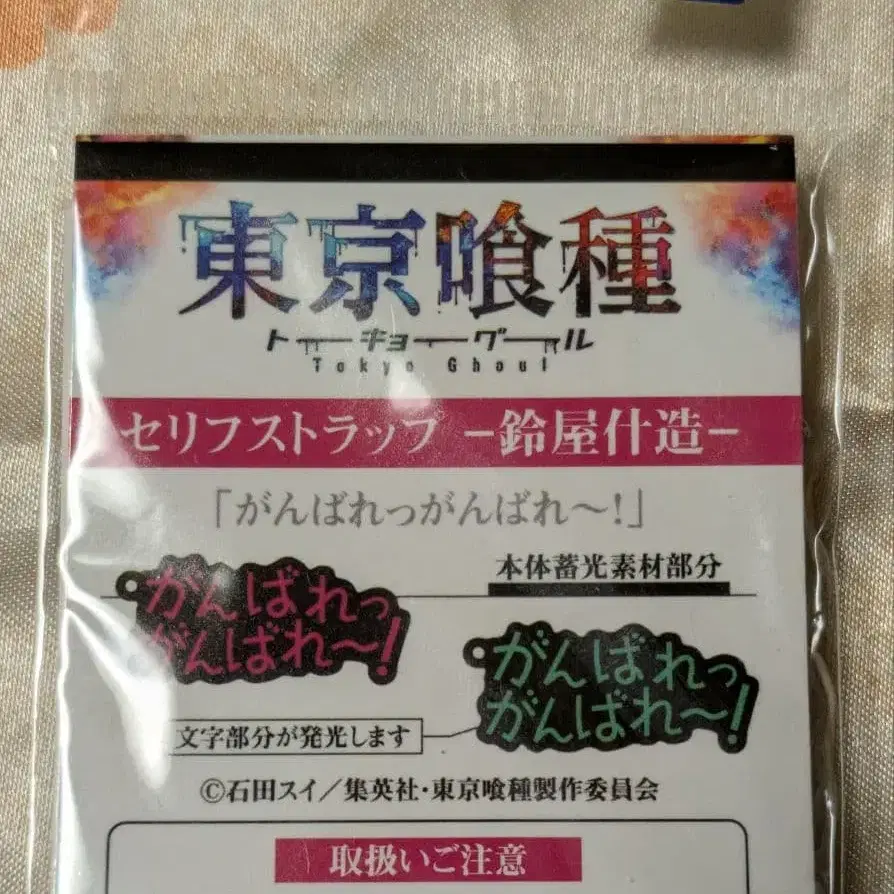 東京喰種
トーキョーグール
Tokyo Ghoul
セリフストラップ −鈴屋什造−
「がんばれっがんばれ〜!」
本体蓄光素材部分
がんばれっ
がんばれ〜!
がんばれっ
がんばれ〜!
文字部分が発光します
©石田スイ／集英社・東京喰種製作委員会
取扱いご注意